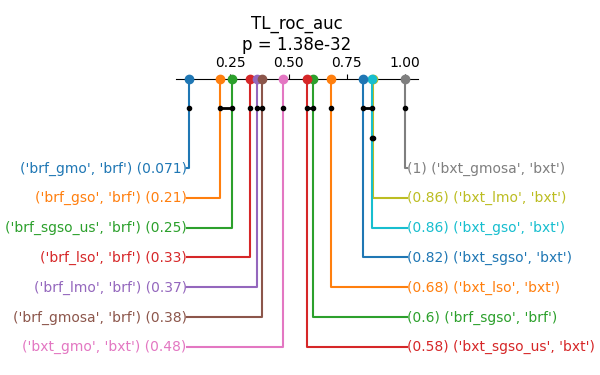 TL_roc_auc
p = 1.38e-32
0.25 0.50 0.75 1.00
('brf_gmo', 'brf') (0.071) (1) ('bxt_gmosa', 'bxt')
('brf_gso', 'brf') (0.21) (0.86) ('bxt_lmo', 'bxt')
('brf_sgso_us', 'brf') (0.25) (0.86) ('bxt_gso', 'bxt')
('brf_lso', 'brf') (0.33) (0.82) ('bxt_sgso', 'bxt')
('brf_lmo', 'brf') (0.37) (0.68) ('bxt_lso', 'bxt')
('brf_gmosa', 'brf') (0.38) (0.6) ('brf_sgso', 'brf')
('bxt_gmo', 'bxt') (0.48) (0.58) ('bxt_sgso_us', 'bxt')